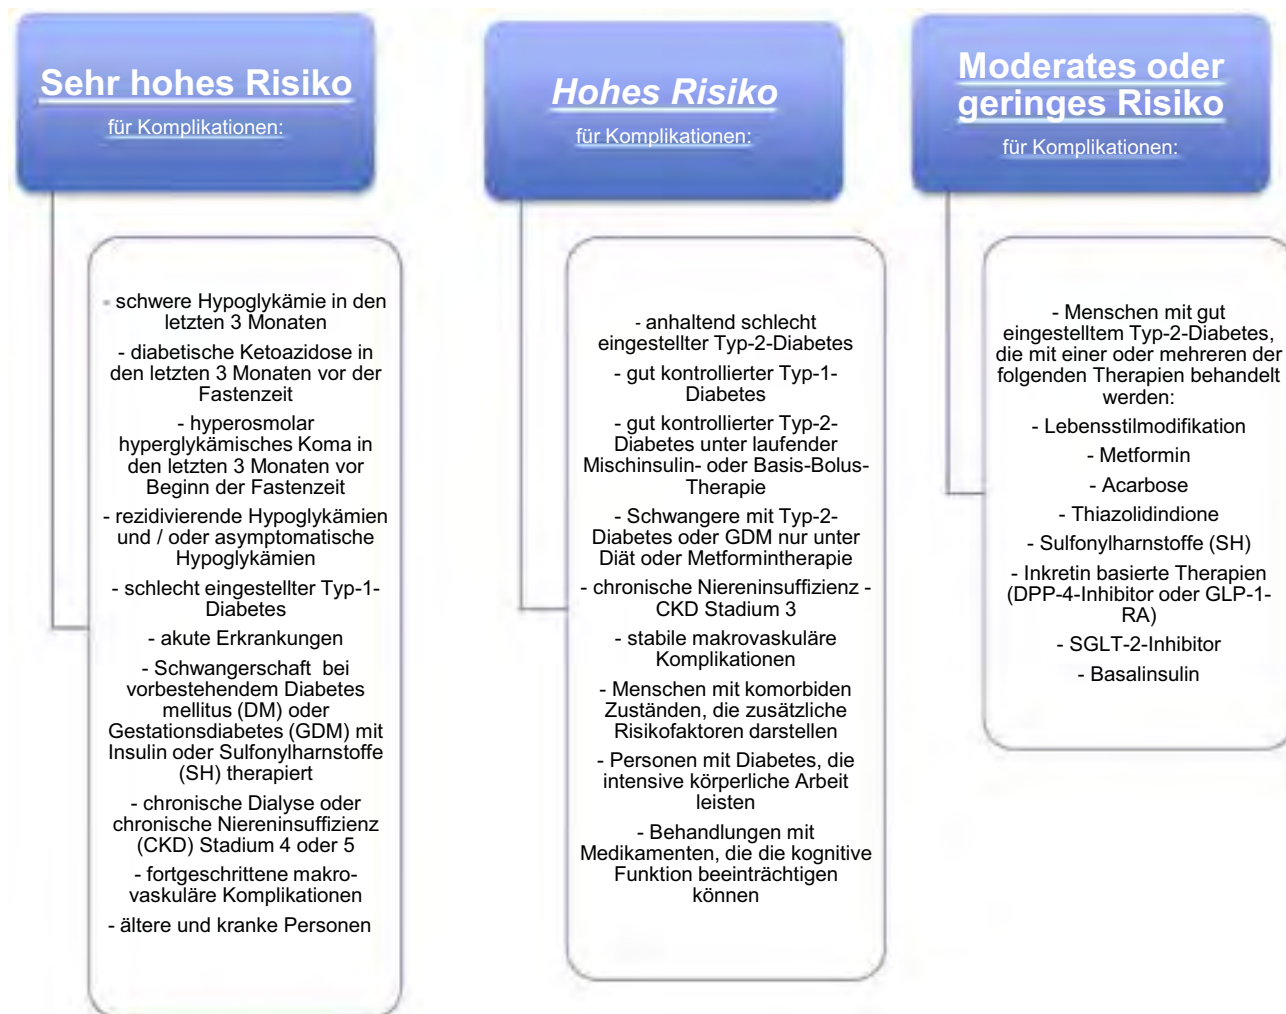 Sehr hohes Risiko
für Komplikationen:
- schwere Hypoglykämie in den
letzten 3 Monaten
- diabetische Ketoazidose in
den letzten 3 Monaten vor der
Fastenzeit
- hyperosmolar
hyperglykämisches Koma in
den letzten 3 Monaten vor
Beginn der Fastenzeit
- rezidivierende Hypoglykämien
und / oder asymptomatische
Hypoglykämien
- schlecht eingestellter Typ-1-
Diabetes
- akute Erkrankungen
- Schwangerschaft bei
vorbestehendem Diabetes
mellitus (DM) oder
Gestationsdiabetes (GDM) mit
Insulin oder Sulfonylharnstoffe
(SH) therapiert
- chronische Dialyse oder
chronische Niereninsuffizienz
(CKD) Stadium 4 oder 5
- fortgeschrittene makro-
vaskuläre Komplikationen
- ältere und kranke Personen
Hohes Risiko
für Komplikationen:
- anhaltend schlecht
eingestellter Typ-2-Diabetes
- gut kontrollierter Typ-1-
Diabetes
- gut kontrollierter Typ-2-
Diabetes unter laufender
Mischinsulin- oder Basis-Bolus-
Therapie
- Schwangere mit Typ-2-
Diabetes oder GDM nur unter
Diät oder Metformintherapie
- chronische Niereninsuffizienz -
CKD Stadium 3
- stabile makrovaskuläre
Komplikationen
- Menschen mit komorbiden
Zuständen, die zusätzliche
Risikofaktoren darstellen
- Personen mit Diabetes, die
intensive körperliche Arbeit
leisten
- Behandlungen mit
Medikamenten, die die kognitive
Funktion beeinträchtigen
können
Moderates oder
geringes Risiko
für Komplikationen:
- Menschen mit gut
eingestelltem Typ-2-Diabetes,
die mit einer oder mehreren der
folgenden Therapien behandelt
werden:
- Lebensstilmodifikation
- Metformin
- Acarbose
- Thiazolidindione
- Sulfonylharnstoffe (SH)
- Inkretin basierte Therapien
(DPP-4-Inhibitor oder GLP-1-
RA)
- SGLT-2-Inhibitor
- Basalinsulin